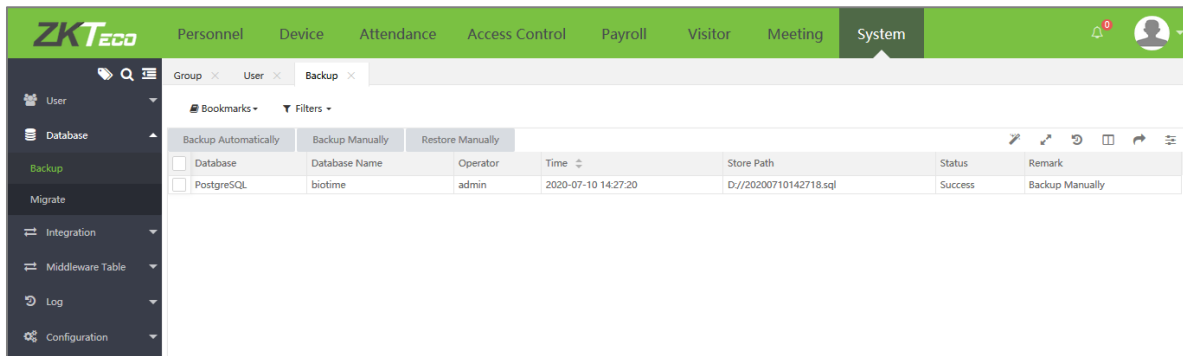 ZKTeco Personnel Device Attendance Access Control Payroll Visitor Meeting System 0
Group User Backup
User
Bookmarks Filters
Database
Backup Automatically Backup Manually Restore Manually
Database Database Name Operator Time Store Path Status Remark
Backup
PostgreSQL biotime admin 2020-07-10 14:27:20 D://20200710142718.sql Success Backup Manually
Migrate
Integration
Middleware Table
Log
Configuration